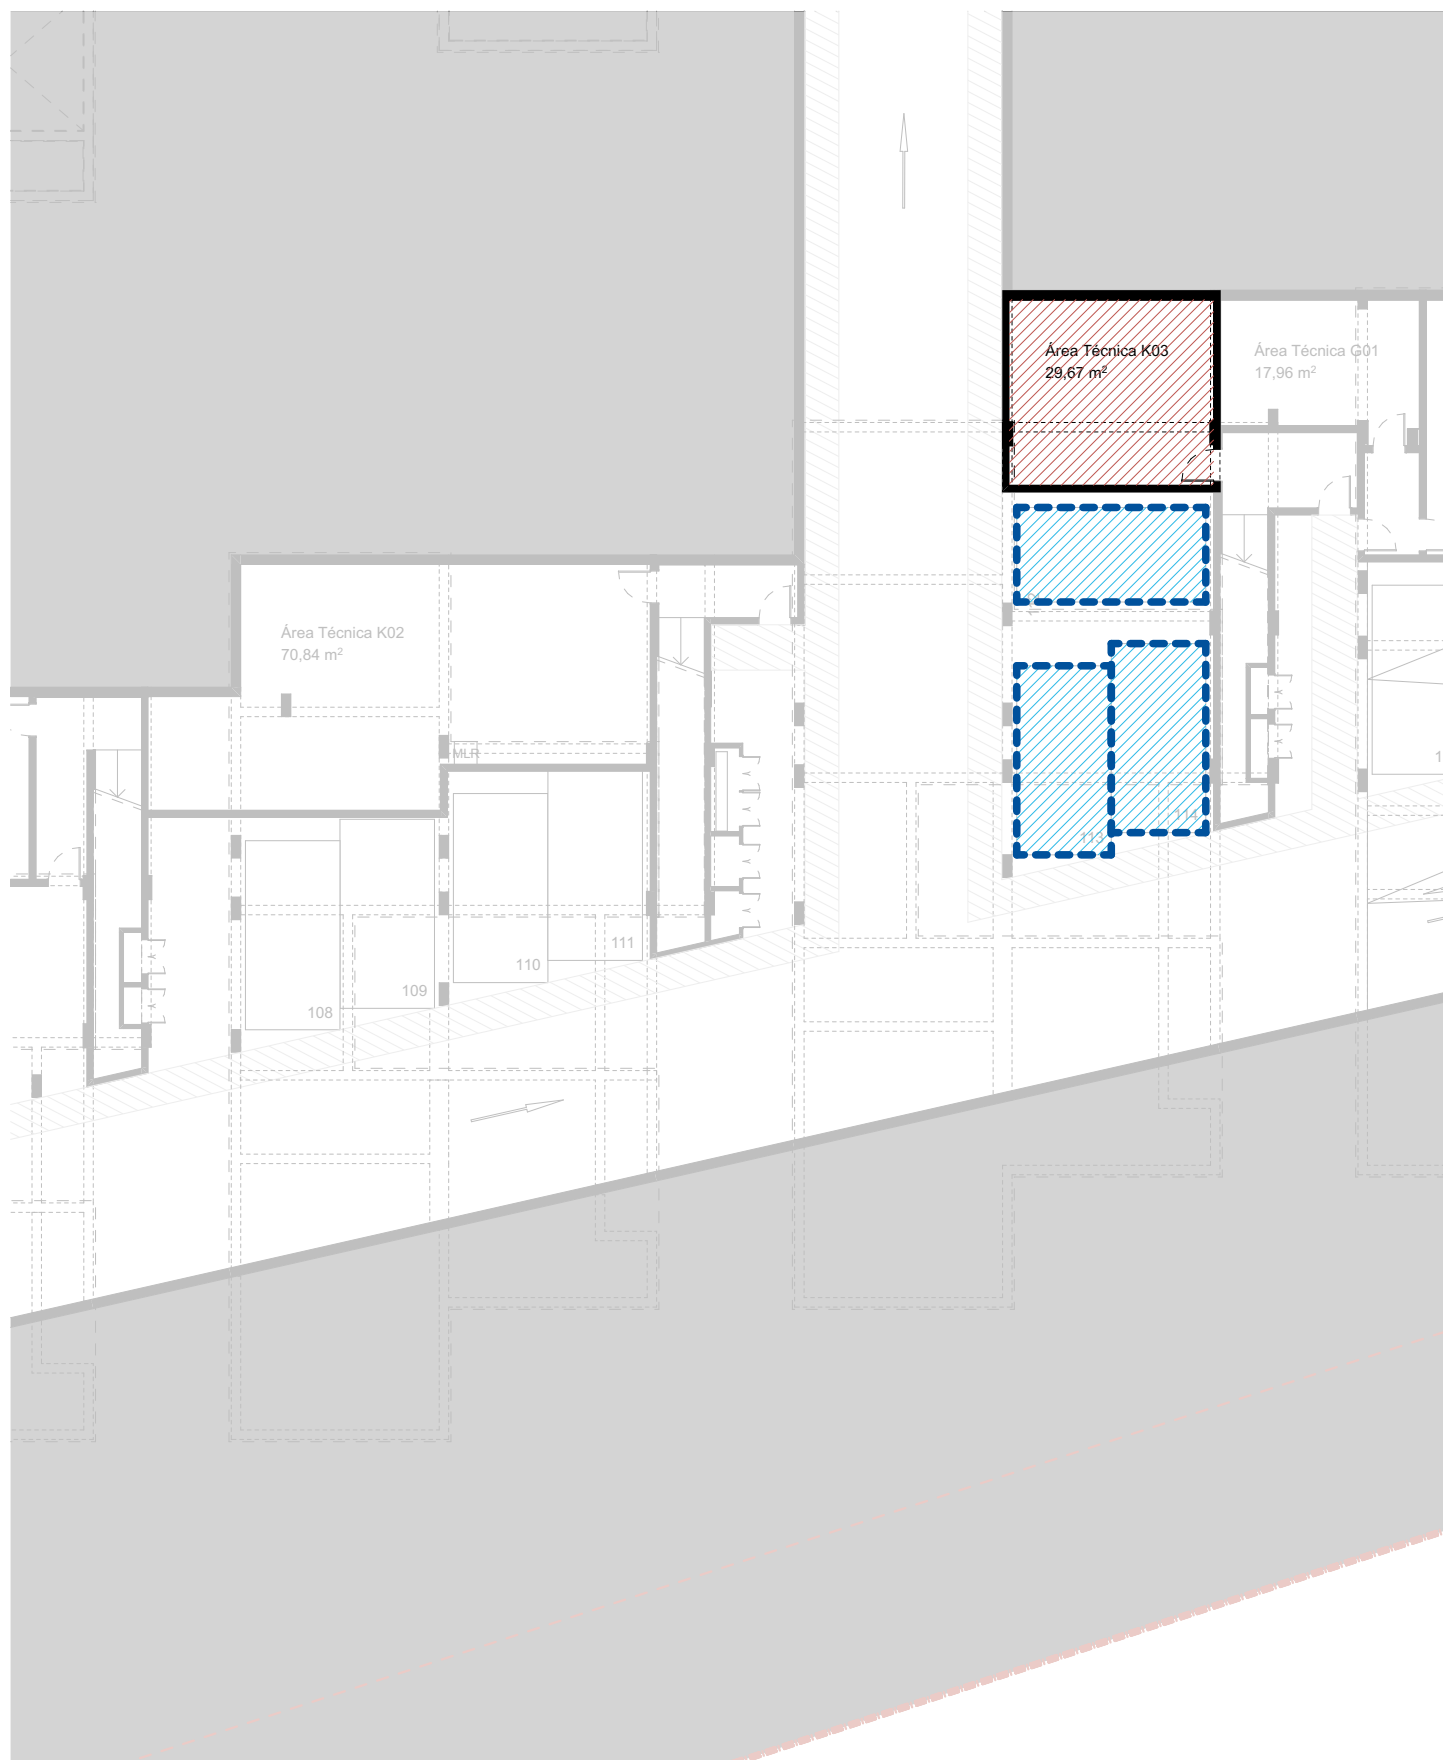 Área Técnica K03
29,67 m²
Área Técnica G01
17,96 m²
Área Técnica K02
70,84 m²
MLR
113
114
111
110
109
108